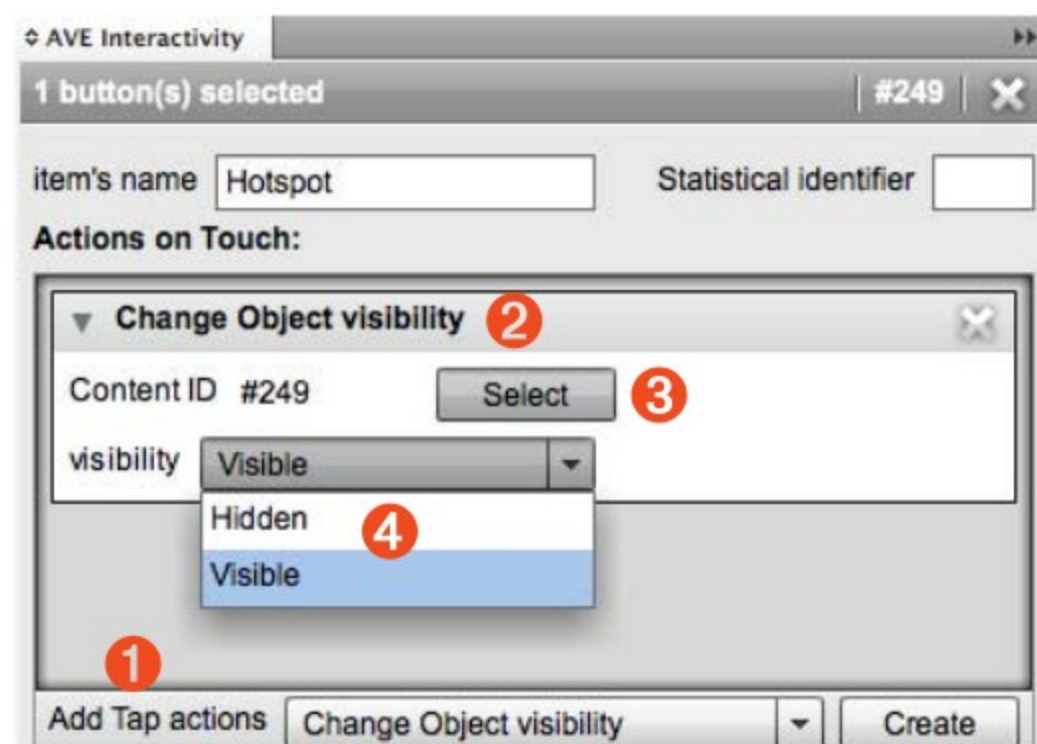 AVE Interactivity
1 button(s) selected #249
item's name Hotspot Statistical identifier
Actions on Touch:
Change Object visibility 2
Content ID #249 Select 3
visibility Visible
Hidden 4
Visible
1
Add Tap actions Change Object visibility Create